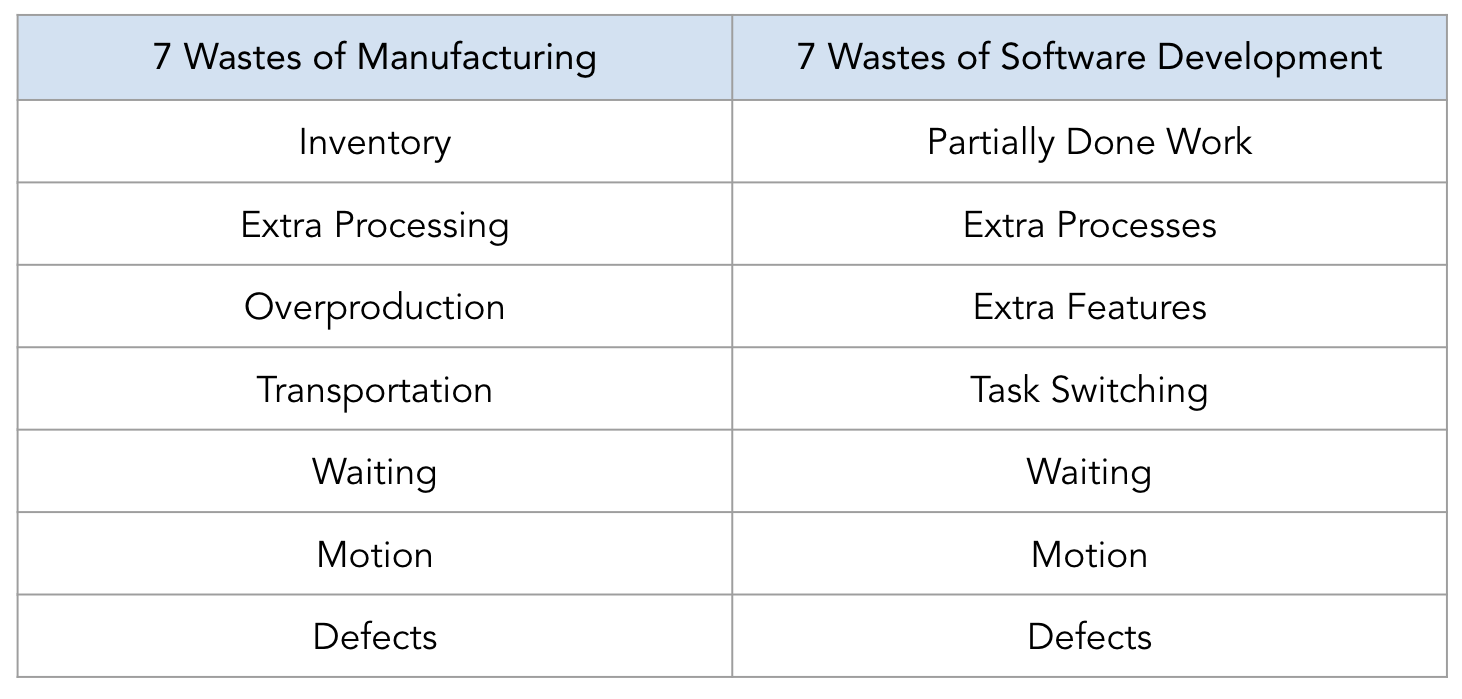 7 Wastes of Manufacturing 7 Wastes of Software Development
Inventory Partially Done Work
Extra Processing Extra Processes
Overproduction Extra Features
Transportation Task Switching
Waiting Waiting
Motion Motion
Defects Defects